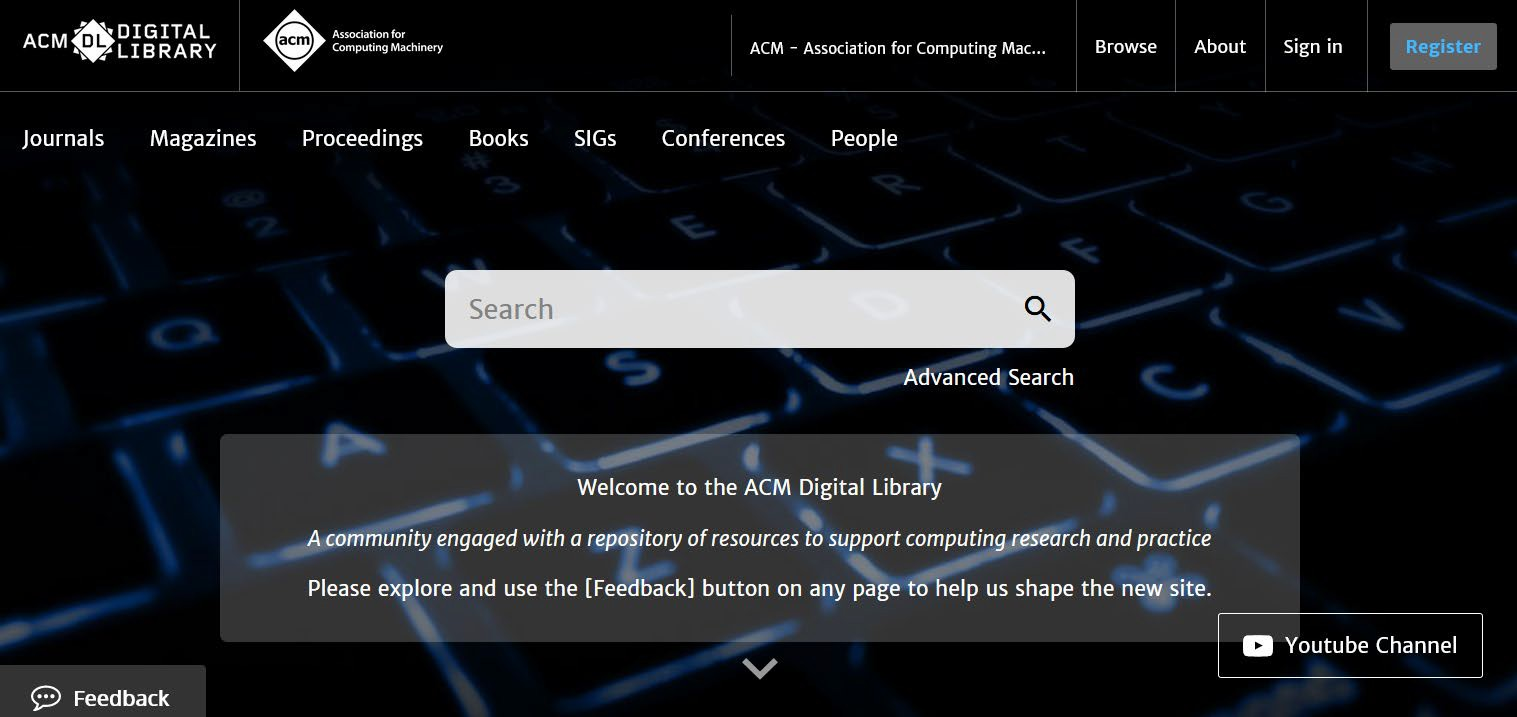 ACM DL DIGITAL LIBRARY
acm Association for Computing Machinery
ACM - Association for Computing Mac...
Browse
About
Sign in
Register
Journals
Magazines
Proceedings
Books
SIGs
Conferences
People
Search
Advanced Search
Welcome to the ACM Digital Library
A community engaged with a repository of resources to support computing research and practice
Please explore and use the [Feedback] button on any page to help us shape the new site.
Youtube Channel
Feedback
@
2
#
3
E
R
G
F
W
D
Q
S
C
V
A
X
Z